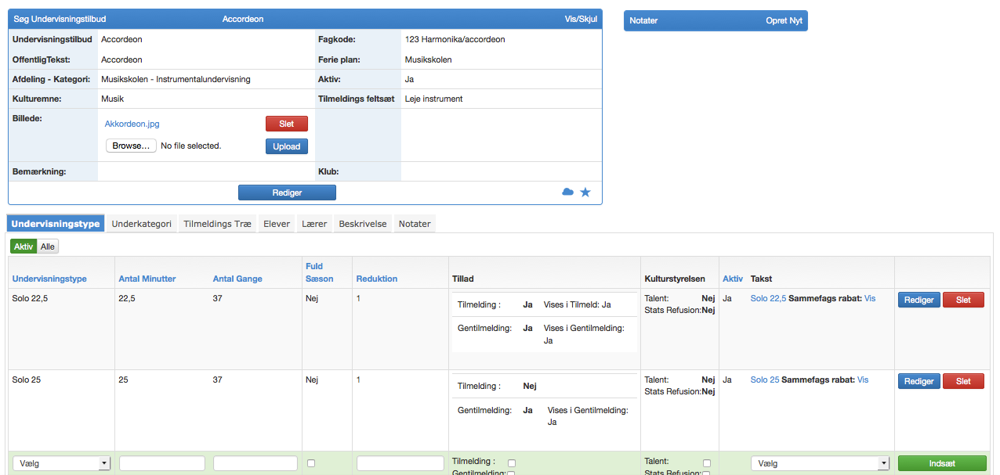 Søg Undervisningstilbud Accordeon Vis/Skjul
Notater Opret Nyt
Undervisningstilbud Accordeon Fagkode: 123 Harmonika/accordeon
OffentligTekst: Accordeon Ferie plan: Musikskolen
Afdeling - Kategori: Musikskolen - Instrumentalundervisning Aktiv: Ja
Kulturemne: Musik Tilmeldings feltsæt Leje instrument
Billede: Akkordeon.jpg Slet
Browse... No file selected. Upload
Bemærkning: Klub:
Rediger
Undervisningstype Underkategori Tilmeldings Træ Elever Lærer Beskrivelse Notater
Aktiv Alle
Undervisningstype Antal Minutter Antal Gange Fuld Sæson Reduktion Tillad Kulturstyrelsen Aktiv Takst
Solo 22,5 22,5 37 Nej 1 Tilmelding : Ja Vises i Tilmeld: Ja Talent: Nej Ja Solo 22,5 Sammefags rabat: Vis Rediger Slet
Stats Refusion:Nej
Gentilmelding: Ja Vises i Gentilmelding:
Ja
Solo 25 25 37 Nej 1 Tilmelding : Nej Talent: Nej Ja Solo 25 Sammefags rabat: Vis Rediger Slet
Stats Refusion:Nej
Gentilmelding: Ja Vises i Gentilmelding:
Ja
Vælg Tilmelding : Talent: Vælg Indsæt
Gentilmelding: Stats Refusion: